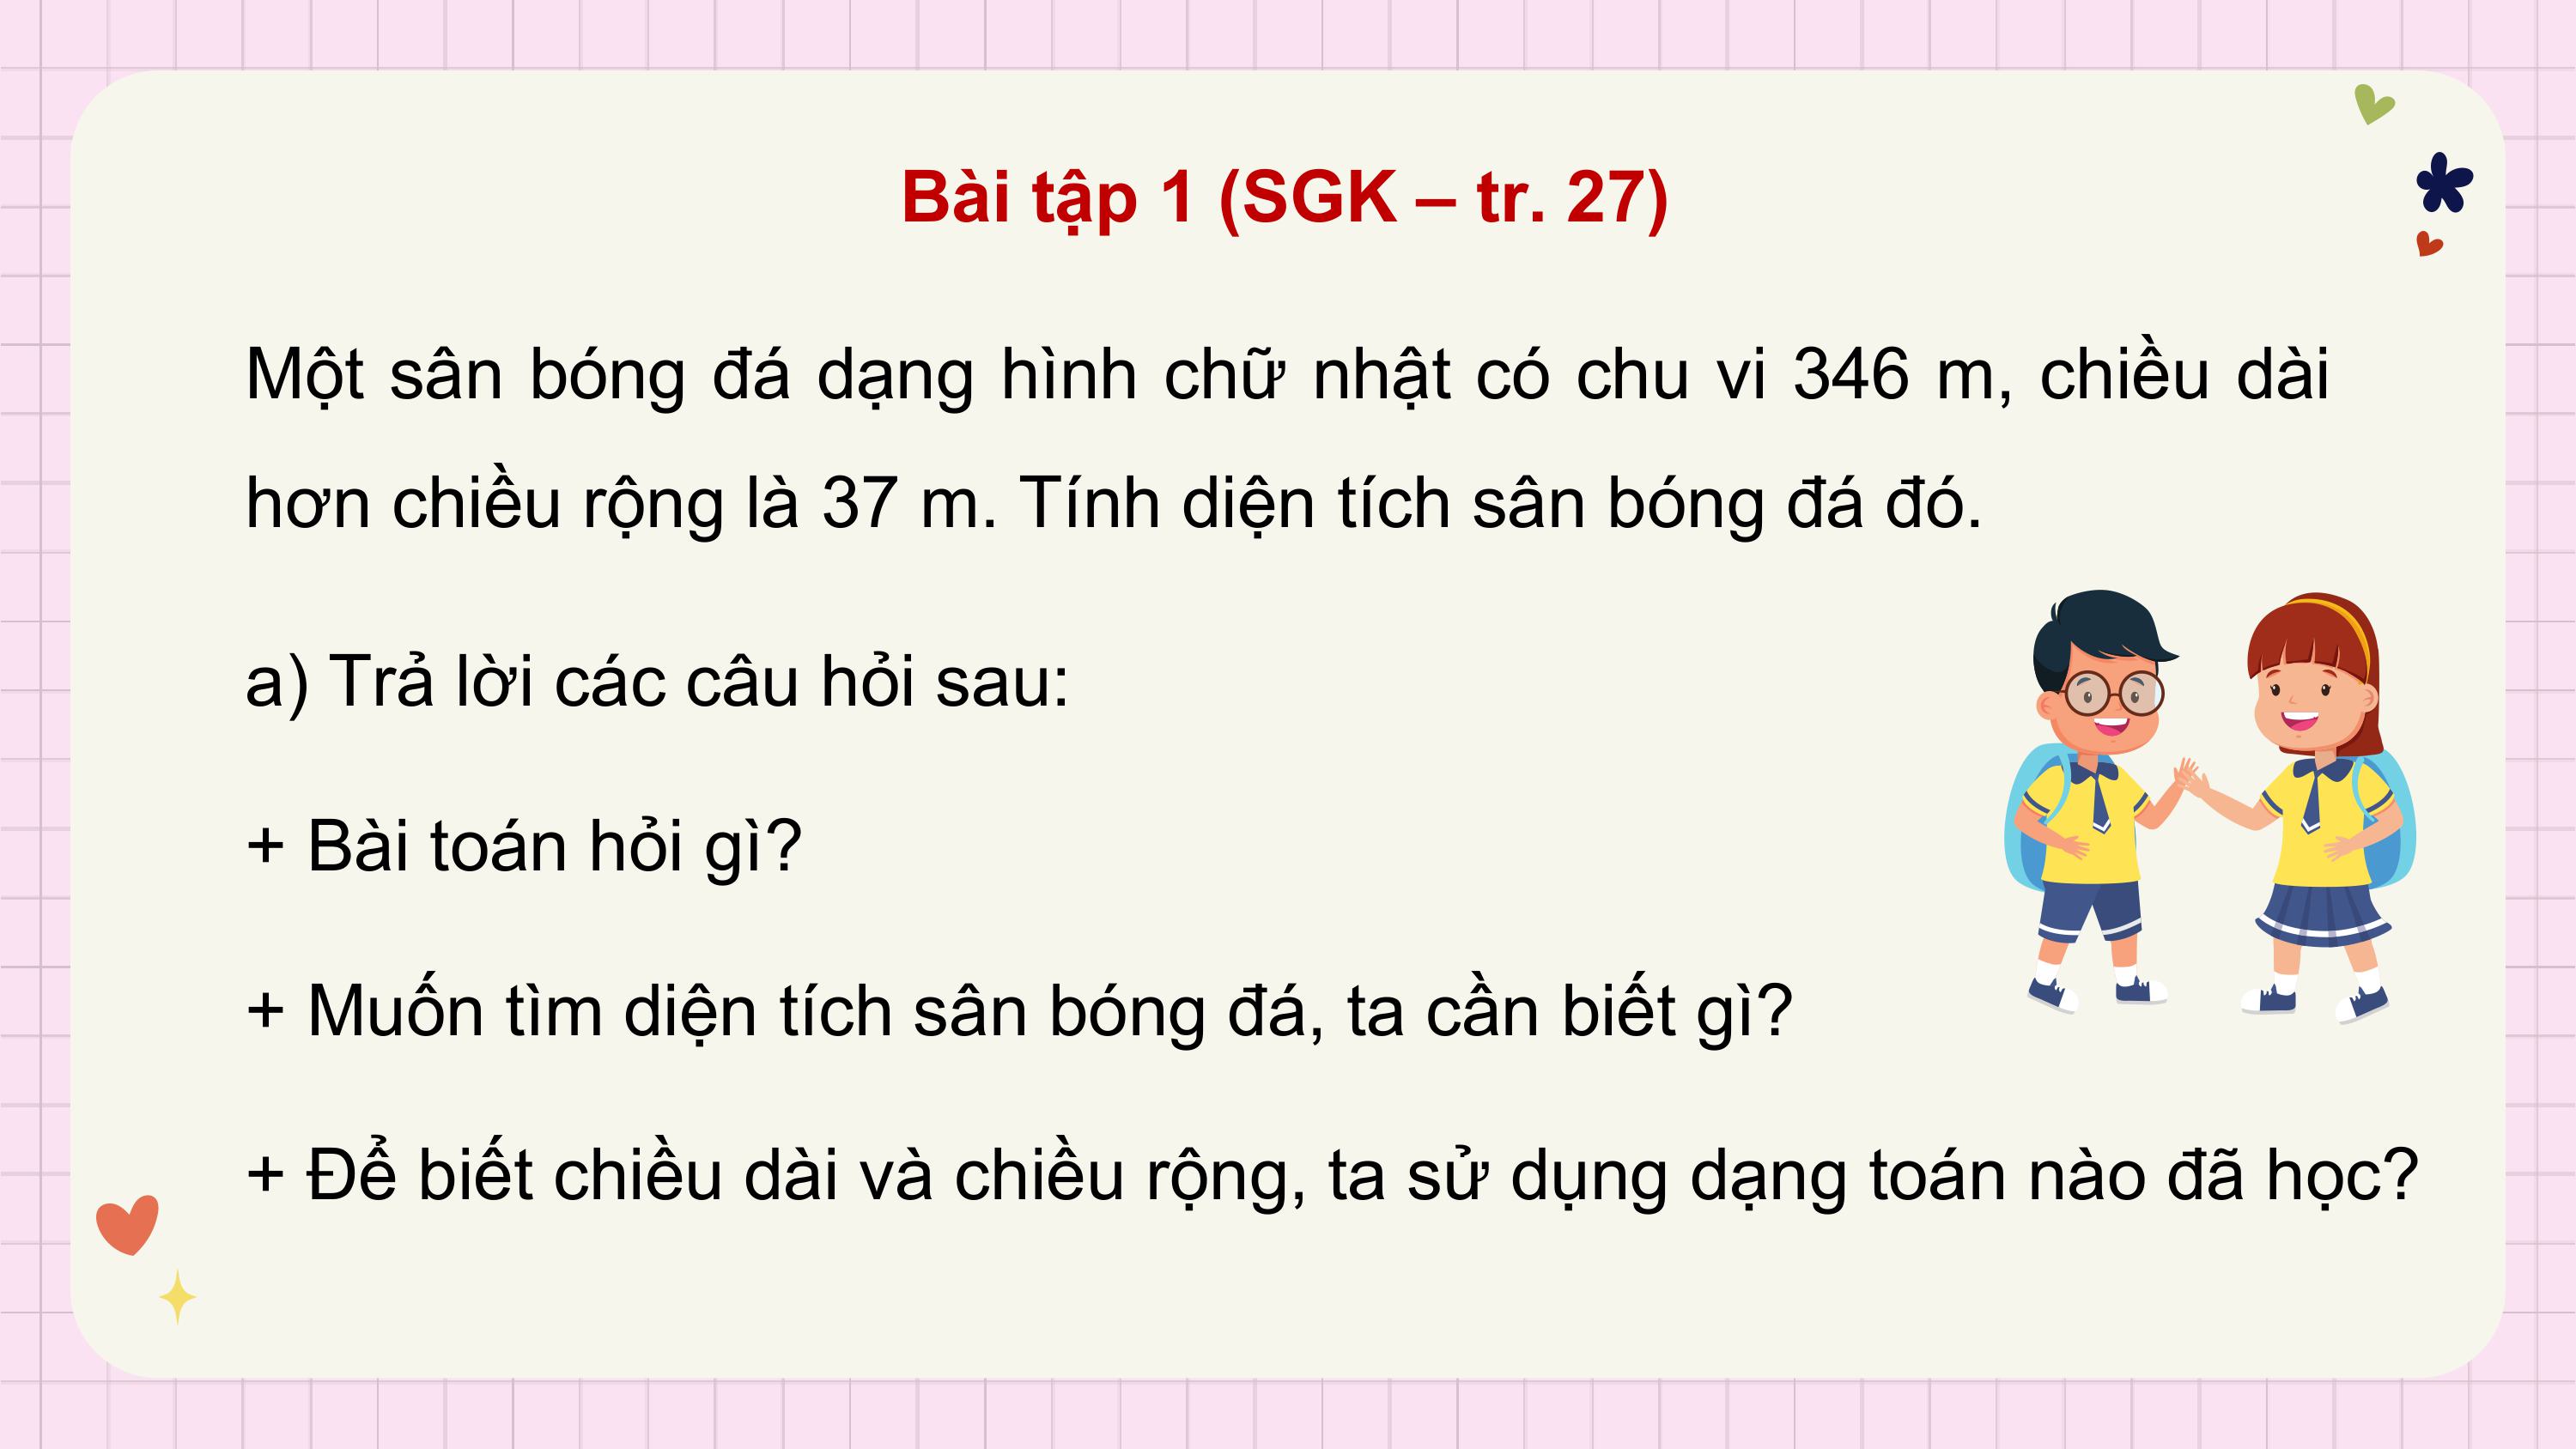 Bài tập 1 (SGK – tr. 27)
Một sân bóng đá dạng hình chữ nhật có chu vi 346 m, chiều dài
hơn chiều rộng là 37 m. Tính diện tích sân bóng đá đó.
a) Trả lời các câu hỏi sau:
+ Bài toán hỏi gì?
+ Muốn tìm diện tích sân bóng đá, ta cần biết gì?
+ Để biết chiều dài và chiều rộng, ta sử dụng dạng toán nào đã học?